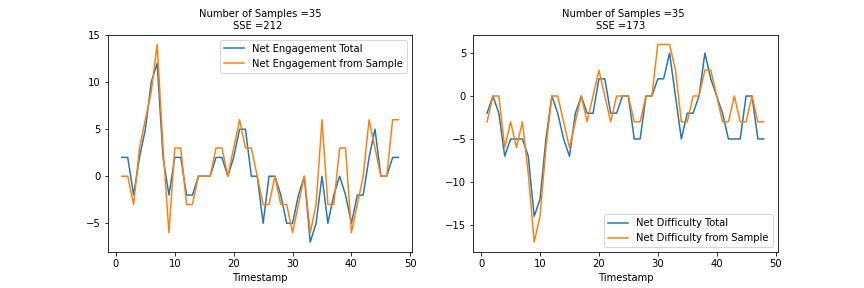 Number of Samples =35
SSE =212
15
10
5
0
−5
0
10
20
30
40
50
Timestamp
Net Engagement Total
Net Engagement from Sample
Number of Samples =35
SSE =173
5
0
−5
−10
−15
0
10
20
30
40
50
Timestamp
Net Difficulty Total
Net Difficulty from Sample